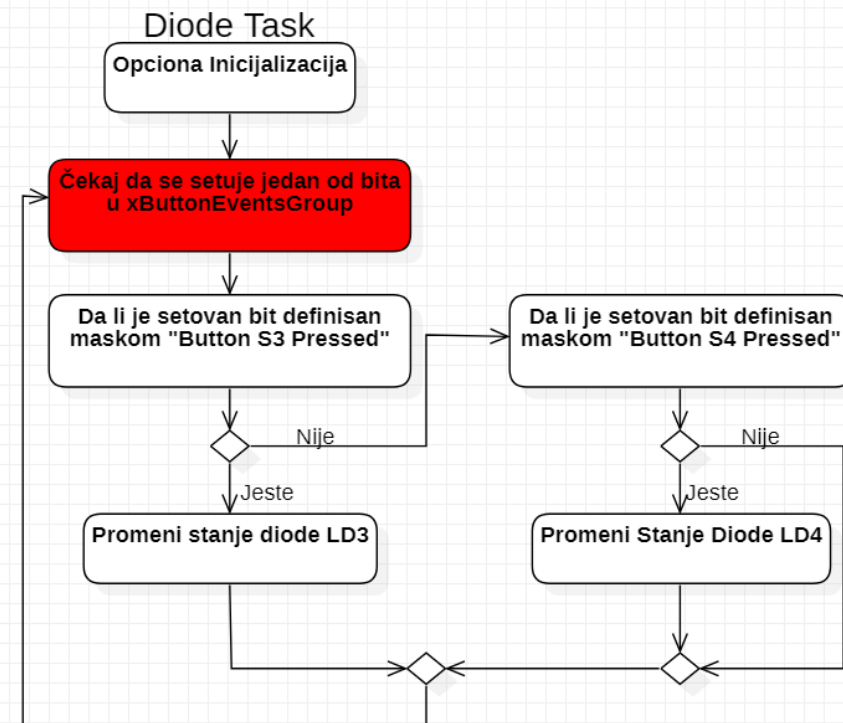 Diode Task
Opciona Inicijalizacija
Čekaj da se setuje jedan od bita
u xButtonEventsGroup
Da li je setovan bit definisan
maskom "Button S3 Pressed"
Da li je setovan bit definisan
maskom "Button S4 Pressed"
Nije
Nije
Jeste
Jeste
Promeni stanje diode LD3
Promeni Stanje Diode LD4